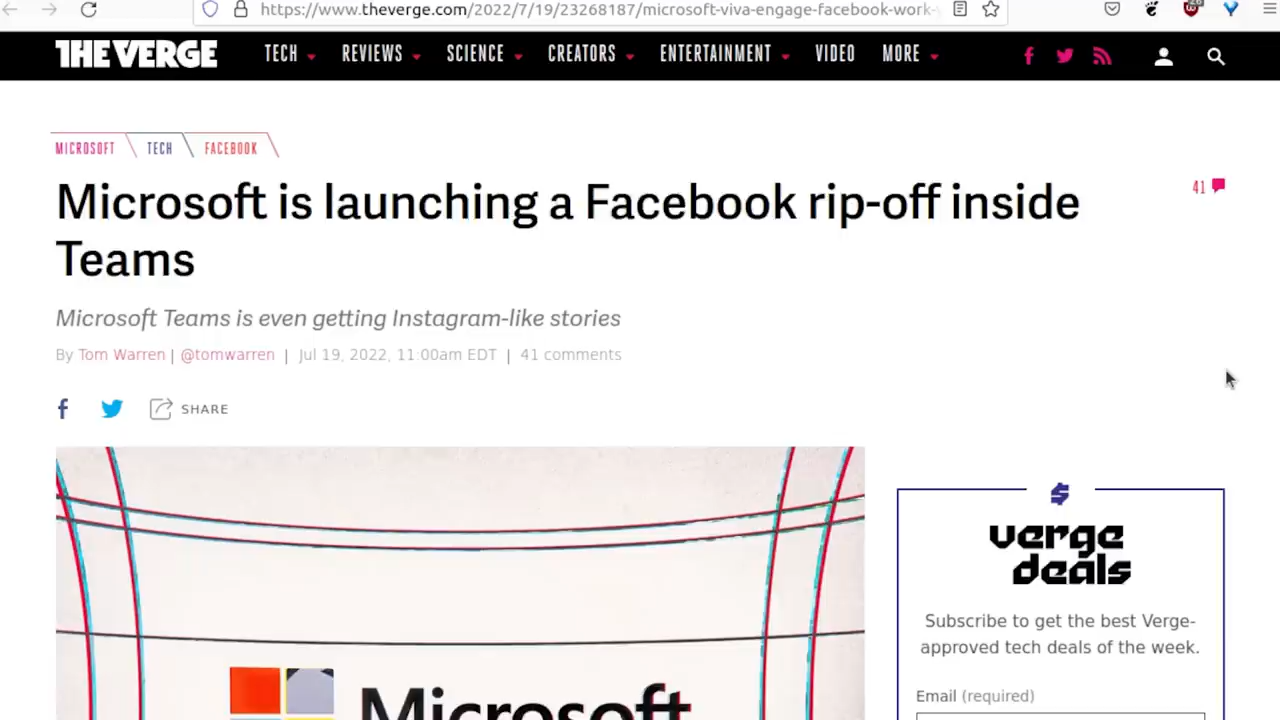 https://www.theverge.com/2022/7/19/23268187/microsoft-viva-engage-facebook-work-
THE VERGE
TECH
REVIEWS
SCIENCE
CREATORS
ENTERTAINMENT
VIDEO
MORE
MICROSOFT
TECH
FACEBOOK
Microsoft is launching a Facebook rip-off inside
Teams
41
Microsoft Teams is even getting Instagram-like stories
By Tom Warren | @tomwarren | Jul 19, 2022, 11:00am EDT | 41 comments
SHARE
Microsoft
verge
deals
Subscribe to get the best Verge-
approved tech deals of the week.
Email (required)